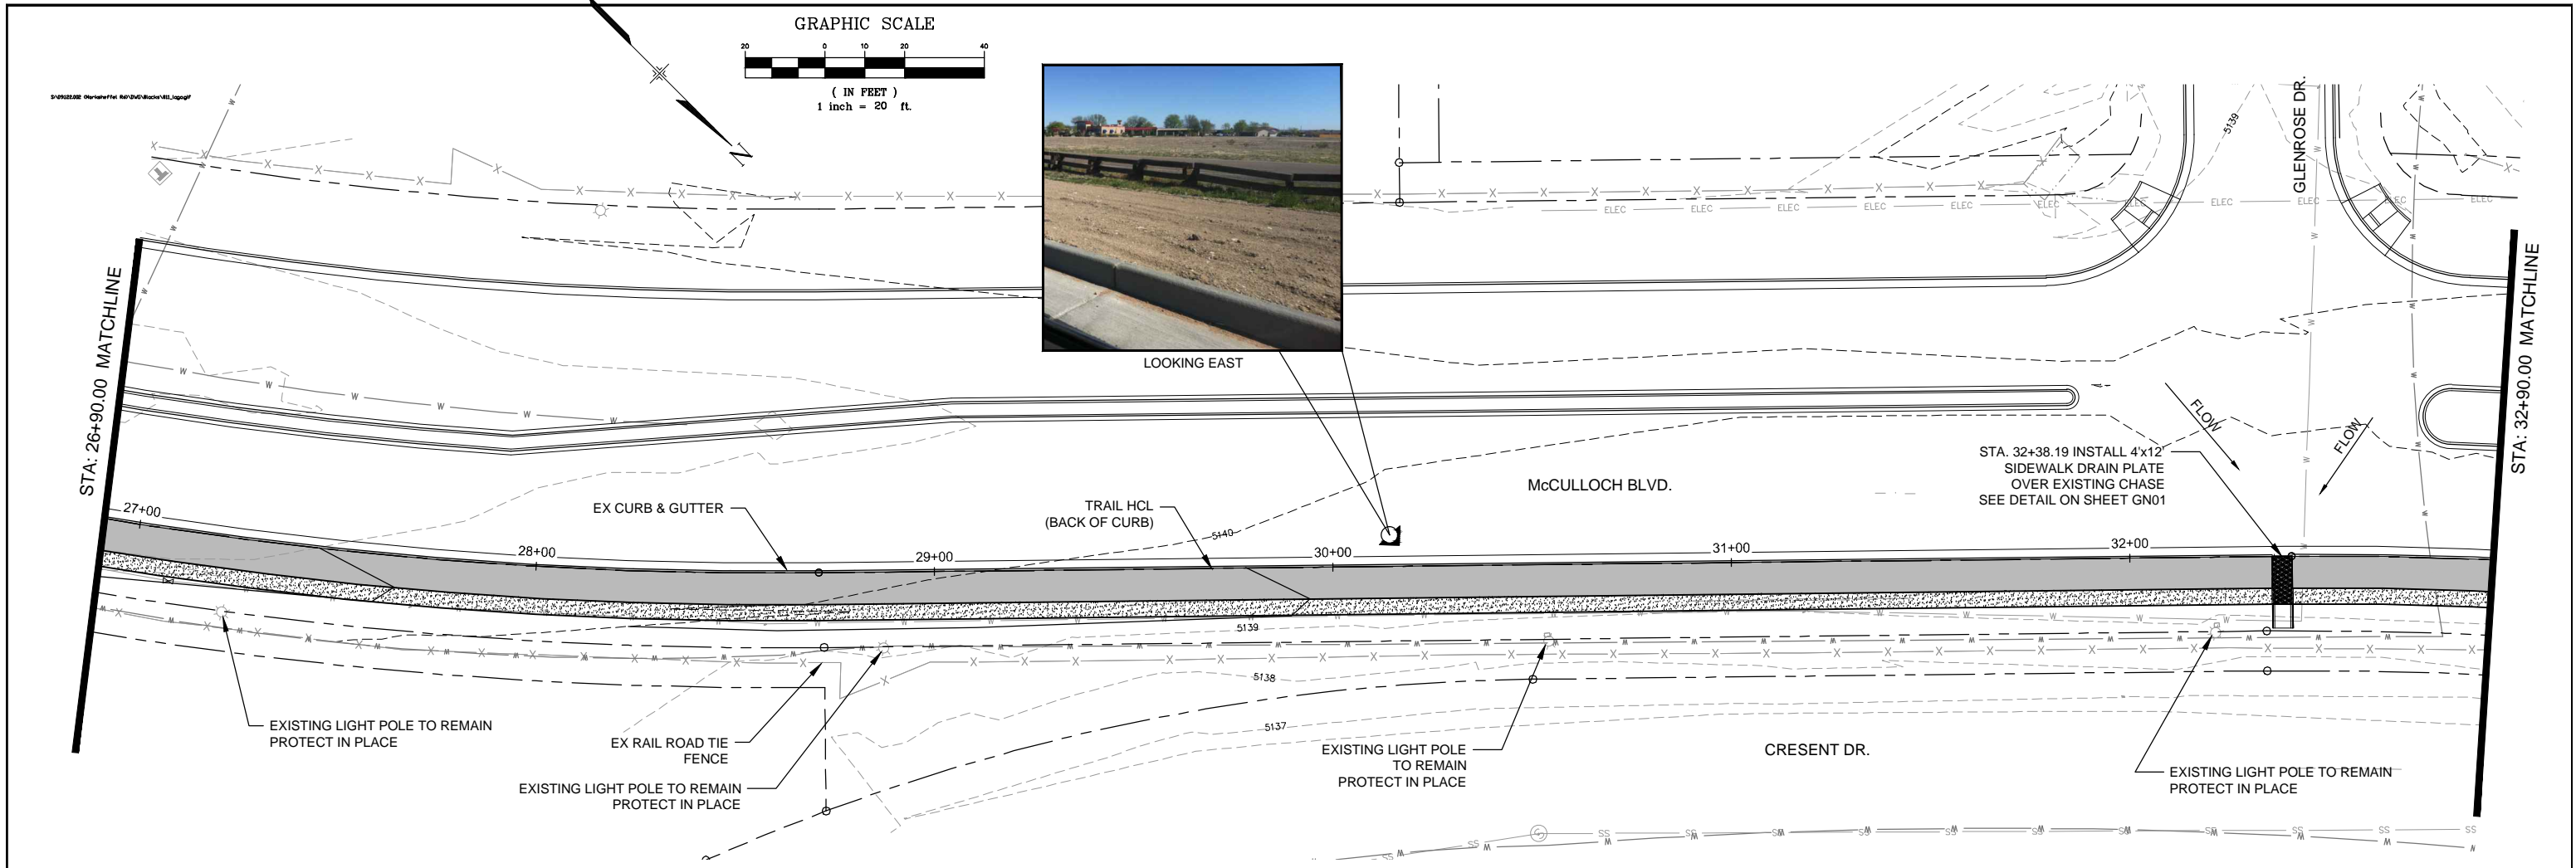 GRAPHIC SCALE
20 0 10 20 40
( IN FEET )
1 inch = 20 ft.
N
LOOKING EAST
GLENROSE DR.
5139
ELEC ELEC ELEC ELEC ELEC ELEC ELEC ELEC ELEC ELEC
STA: 26+90.00 MATCHLINE
STA: 32+90.00 MATCHLINE
FLOW
FLOW
STA. 32+38.19 INSTALL 4'x12'
SIDEWALK DRAIN PLATE
OVER EXISTING CHASE
SEE DETAIL ON SHEET GN01
McCULLOCH BLVD.
EX CURB & GUTTER
TRAIL HCL
(BACK OF CURB)
5140
27+00
28+00
29+00
30+00
31+00
32+00
5139
5138
5137
EXISTING LIGHT POLE TO REMAIN
PROTECT IN PLACE
EX RAIL ROAD TIE
FENCE
EXISTING LIGHT POLE TO REMAIN
PROTECT IN PLACE
EXISTING LIGHT POLE
TO REMAIN
PROTECT IN PLACE
CRESENT DR.
EXISTING LIGHT POLE TO REMAIN
PROTECT IN PLACE